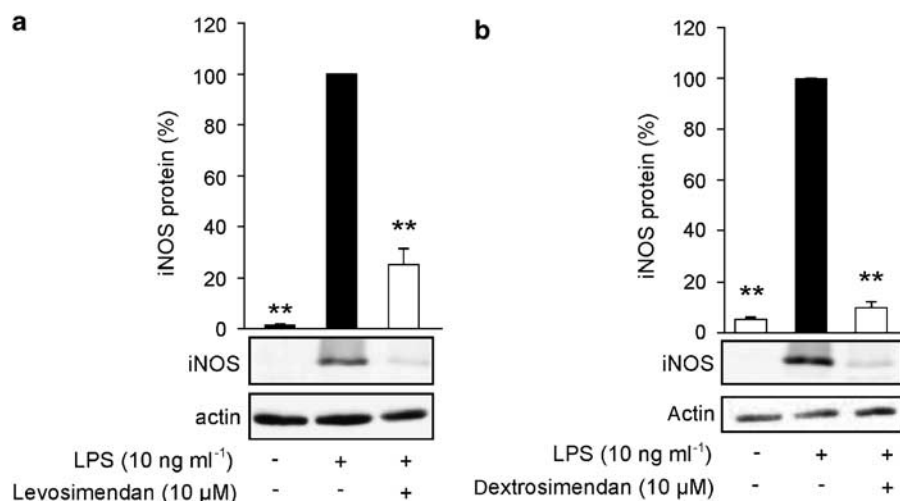 a
iNOS protein (%)
120
100
80
60
40
20
0
**
**
iNOS
actin
LPS (10 ng ml⁻¹) - + +
Levosimendan (10 µM) - - +
b
iNOS protein (%)
120
100
80
60
40
20
0
**
**
iNOS
Actin
LPS (10 ng ml⁻¹) - + +
Dextrosimendan (10 µM) - - +